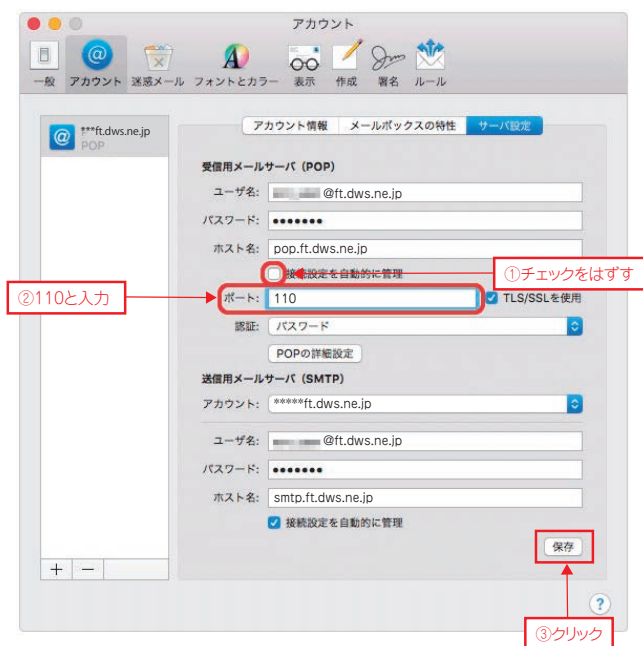 アカウント
一般 アカウント 迷惑メール フォントとカラー 表示 作成 署名 ルール
***ft.dws.ne.jp
POP
アカウント情報 メールボックスの特性 サーバ設定
受信用メールサーバ (POP)
ユーザ名: @ft.dws.ne.jp
パスワード: •••••••
ホスト名: pop.ft.dws.ne.jp
接続設定を自動的に管理
①チェックをはずす
②110と入力
ポート: 110
TLS/SSLを使用
認証: パスワード
POPの詳細設定
送信用メールサーバ (SMTP)
アカウント: *****ft.dws.ne.jp
ユーザ名: @ft.dws.ne.jp
パスワード: •••••••
ホスト名: smtp.ft.dws.ne.jp
接続設定を自動的に管理
保存
+ −
?
③クリック